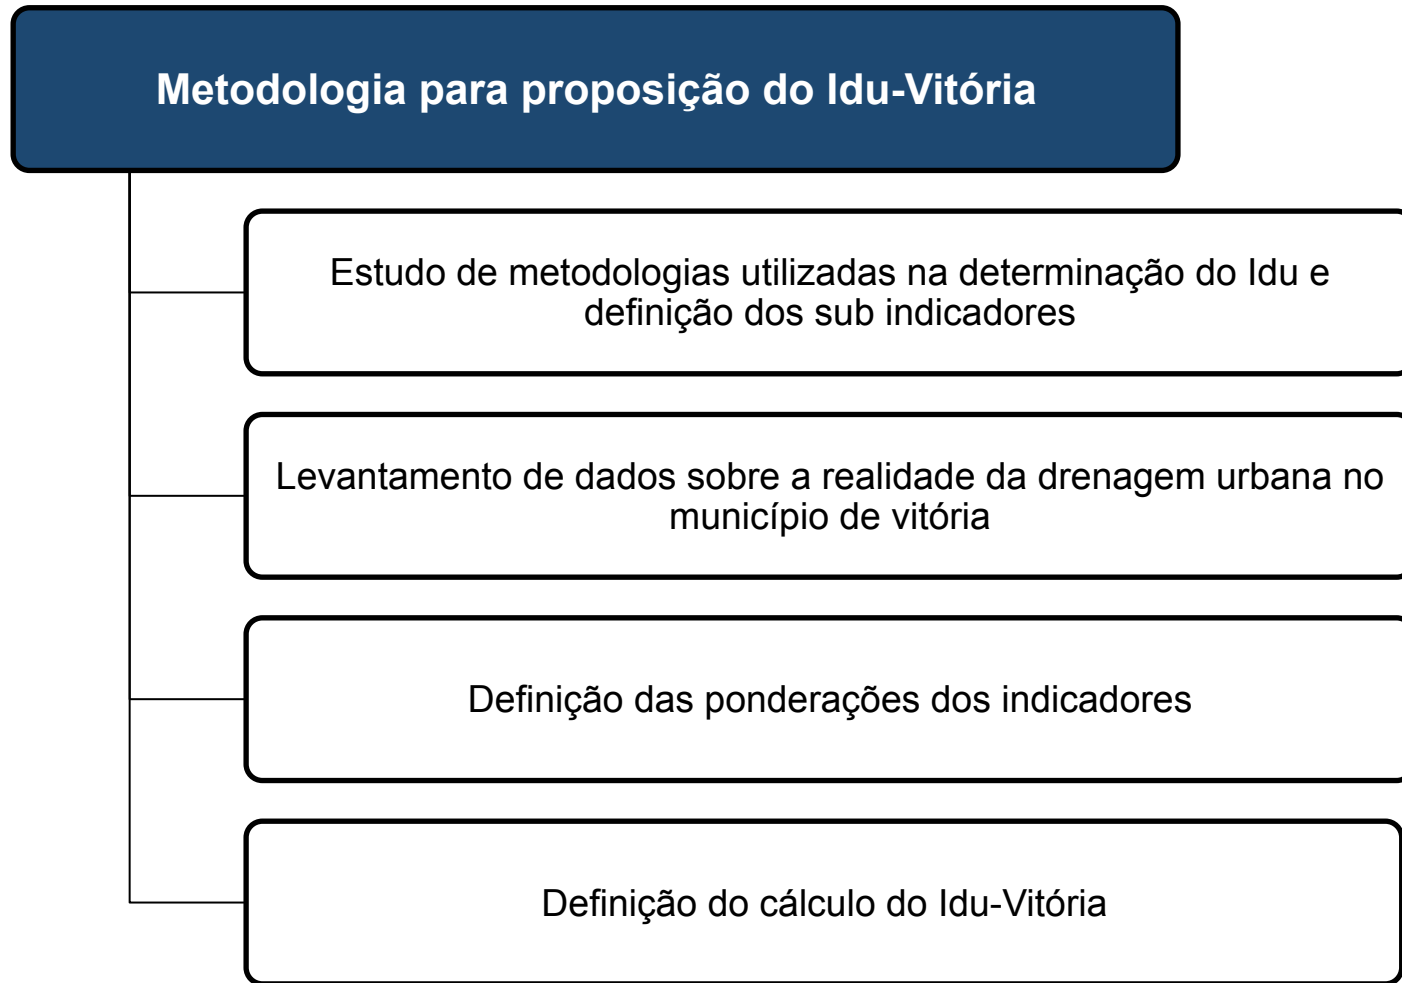 Metodologia para proposição do Idu-Vitória
Estudo de metodologias utilizadas na determinação do Idu e
definição dos sub indicadores
Levantamento de dados sobre a realidade da drenagem urbana no
município de vitória
Definição das ponderações dos indicadores
Definição do cálculo do Idu-Vitória